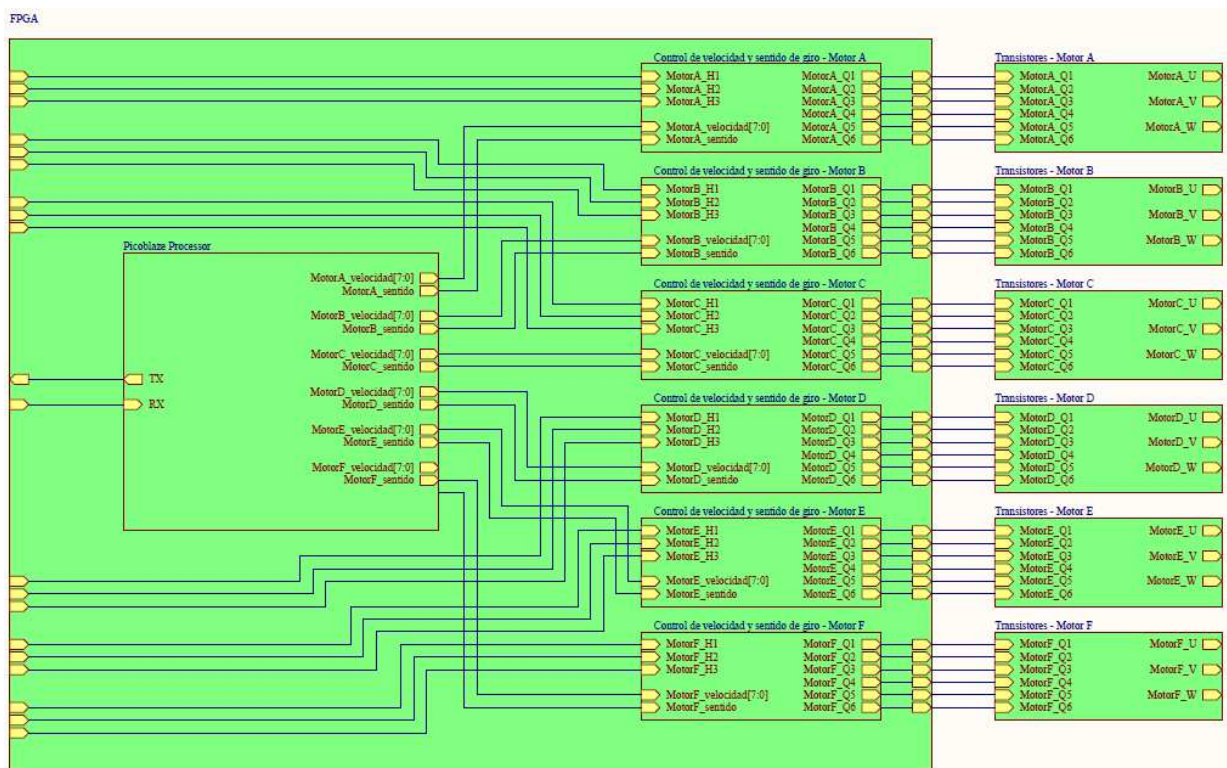 FPGA
Control de velocidad y sentido de giro - Motor A
MotorA_H1
MotorA_H2
MotorA_H3
MotorA_velocidad[7:0]
MotorA_sentido
MotorA_Q1
MotorA_Q2
MotorA_Q3
MotorA_Q4
MotorA_Q5
MotorA_Q6
Transistores - Motor A
MotorA_Q1
MotorA_Q2
MotorA_Q3
MotorA_Q4
MotorA_Q5
MotorA_Q6
MotorA_U
MotorA_V
MotorA_W
Control de velocidad y sentido de giro - Motor B
MotorB_H1
MotorB_H2
MotorB_H3
MotorB_velocidad[7:0]
MotorB_sentido
MotorB_Q1
MotorB_Q2
MotorB_Q3
MotorB_Q4
MotorB_Q5
MotorB_Q6
Transistores - Motor B
MotorB_Q1
MotorB_Q2
MotorB_Q3
MotorB_Q4
MotorB_Q5
MotorB_Q6
MotorB_U
MotorB_V
MotorB_W
Picoblaze Processor
MotorA_velocidad[7:0]
MotorA_sentido
MotorB_velocidad[7:0]
MotorB_sentido
MotorC_velocidad[7:0]
MotorC_sentido
MotorD_velocidad[7:0]
MotorD_sentido
MotorE_velocidad[7:0]
MotorE_sentido
MotorF_velocidad[7:0]
MotorF_sentido
TX
RX
Control de velocidad y sentido de giro - Motor C
MotorC_H1
MotorC_H2
MotorC_H3
MotorC_velocidad[7:0]
MotorC_sentido
MotorC_Q1
MotorC_Q2
MotorC_Q3
MotorC_Q4
MotorC_Q5
MotorC_Q6
Transistores - Motor C
MotorC_Q1
MotorC_Q2
MotorC_Q3
MotorC_Q4
MotorC_Q5
MotorC_Q6
MotorC_U
MotorC_V
MotorC_W
Control de velocidad y sentido de giro - Motor D
MotorD_H1
MotorD_H2
MotorD_H3
MotorD_velocidad[7:0]
MotorD_sentido
MotorD_Q1
MotorD_Q2
MotorD_Q3
MotorD_Q4
MotorD_Q5
MotorD_Q6
Transistores - Motor D
MotorD_Q1
MotorD_Q2
MotorD_Q3
MotorD_Q4
MotorD_Q5
MotorD_Q6
MotorD_U
MotorD_V
MotorD_W
Control de velocidad y sentido de giro - Motor E
MotorE_H1
MotorE_H2
MotorE_H3
MotorE_velocidad[7:0]
MotorE_sentido
MotorE_Q1
MotorE_Q2
MotorE_Q3
MotorE_Q4
MotorE_Q5
MotorE_Q6
Transistores - Motor E
MotorE_Q1
MotorE_Q2
MotorE_Q3
MotorE_Q4
MotorE_Q5
MotorE_Q6
MotorE_U
MotorE_V
MotorE_W
Control de velocidad y sentido de giro - Motor F
MotorF_H1
MotorF_H2
MotorF_H3
MotorF_velocidad[7:0]
MotorF_sentido
MotorF_Q1
MotorF_Q2
MotorF_Q3
MotorF_Q4
MotorF_Q5
MotorF_Q6
Transistores - Motor F
MotorF_Q1
MotorF_Q2
MotorF_Q3
MotorF_Q4
MotorF_Q5
MotorF_Q6
MotorF_U
MotorF_V
MotorF_W